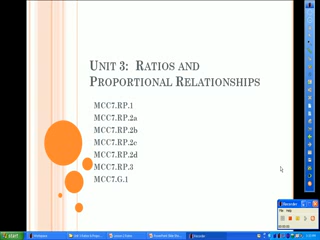 UNIT 3: RATIOS AND
PROPORTIONAL RELATIONSHIPS
MCC7.RP.1
MCC7.RP.2a
MCC7.RP.2b
MCC7.RP.2c
MCC7.RP.2d
MCC7.RP.3
MCC7.G.1